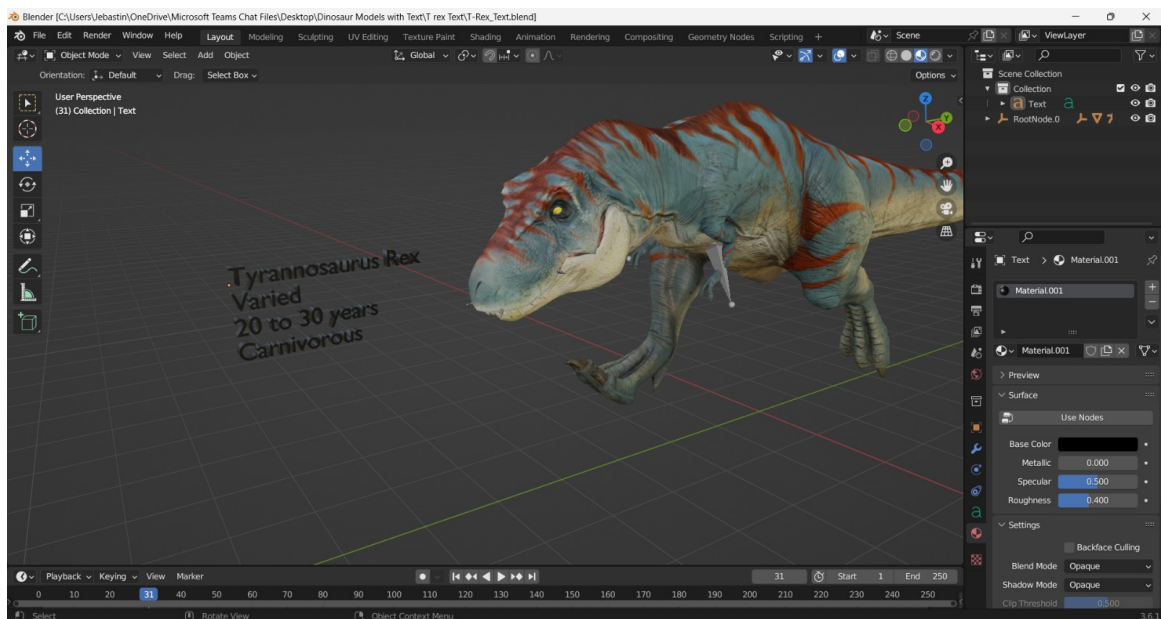 Blender [C:\Users\Jebastin\OneDrive\Microsoft Teams Chat Files\Desktop\Dinosaur Models with Text\T rex Text\T-Rex_Text.blend]
File Edit Render Window Help Layout Modeling Sculpting UV Editing Texture Paint Shading Animation Rendering Compositing Geometry Nodes Scripting + Scene ViewLayer
Object Mode View Select Add Object Global
Orientation: Default Drag: Select Box Options
User Perspective
(31) Collection | Text
Scene Collection
Collection
Text
RootNode.0
Z
Y
X
Tyrannosaurus Rex
Varied
20 to 30 years
Carnivorous
Text > Material.001
Material.001
Material.001
Preview
Surface
Use Nodes
Base Color
Metallic 0.000
Specular 0.500
Roughness 0.400
Settings
Backface Culling
Blend Mode Opaque
Shadow Mode Opaque
Clip Threshold 0.500
Playback Keying View Marker 31 Start 1 End 250
0 10 20 31 40 50 60 70 80 90 100 110 120 130 140 150 160 170 180 190 200 210 220 230 240 250
Select Rotate View Object Context Menu 3.6.1